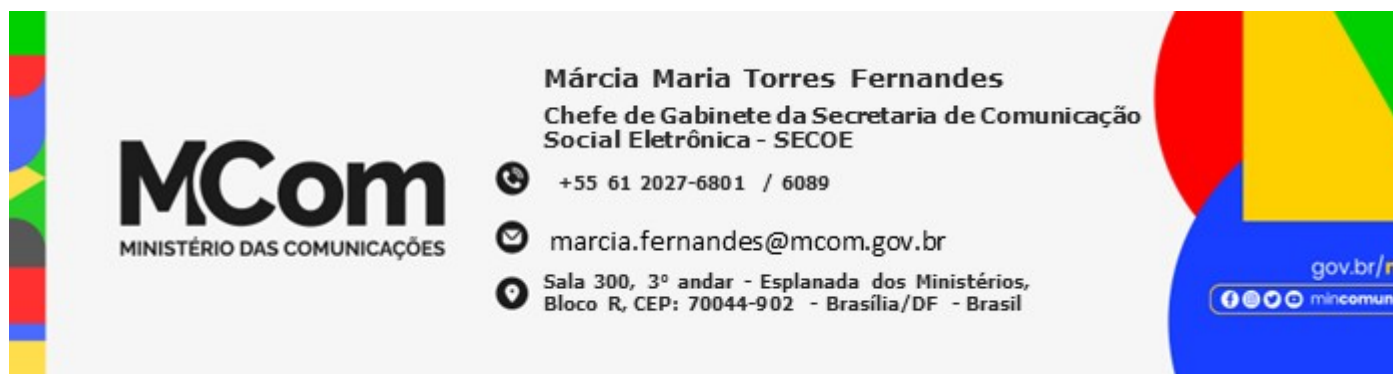 MCom
MINISTÉRIO DAS COMUNICAÇÕES
Márcia Maria Torres Fernandes
Chefe de Gabinete da Secretaria de Comunicação
Social Eletrônica - SECOE
+55 61 2027-6801 / 6089
marcia.fernandes@mcom.gov.br
Sala 300, 3º andar - Esplanada dos Ministérios,
Bloco R, CEP: 70044-902 - Brasília/DF - Brasil
gov.br/